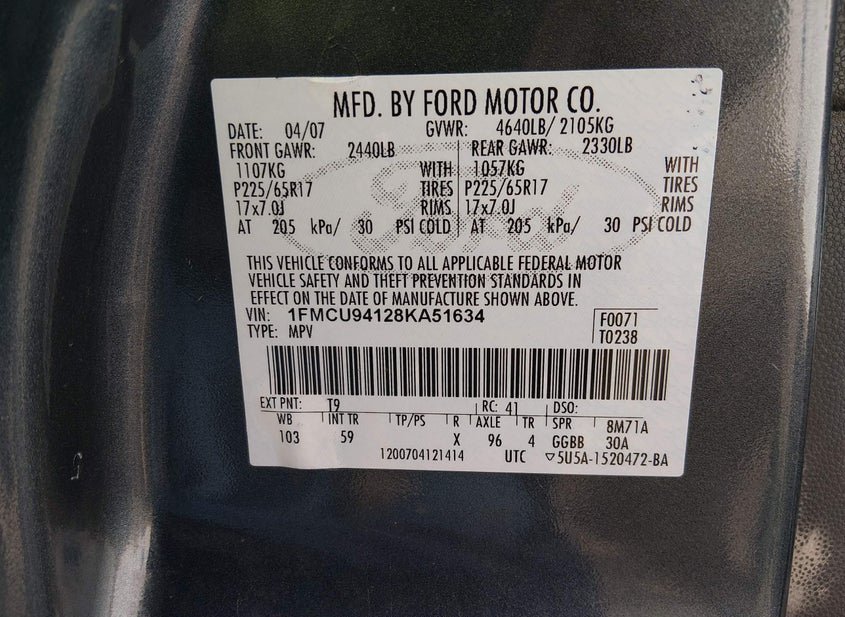 MFD. BY FORD MOTOR CO.
DATE: 04/07 GVWR: 4640LB/ 2105KG
FRONT GAWR: 2440LB REAR GAWR: 2330LB
1107KG WITH 1057KG WITH
P225/65R17 TIRES P225/65R17 TIRES
17x7.0J RIMS 17x7.0J RIMS
AT 205 kPa/ 30 PSI COLD AT 205 kPa/ 30 PSI COLD
Ford
THIS VEHICLE CONFORMS TO ALL APPLICABLE FEDERAL MOTOR
VEHICLE SAFETY AND THEFT PREVENTION STANDARDS IN
EFFECT ON THE DATE OF MANUFACTURE SHOWN ABOVE.
VIN: 1FMCU94128KA51634 F0071
TYPE: MPV T0238
EXT PNT: T9 RC: 41 DSO:
WB INT TR TP/PS R AXLE TR SPR 8M71A
103 59 X 96 4 GGBB 30A
1200704121414 UTC ▽5U5A-1520472-BA